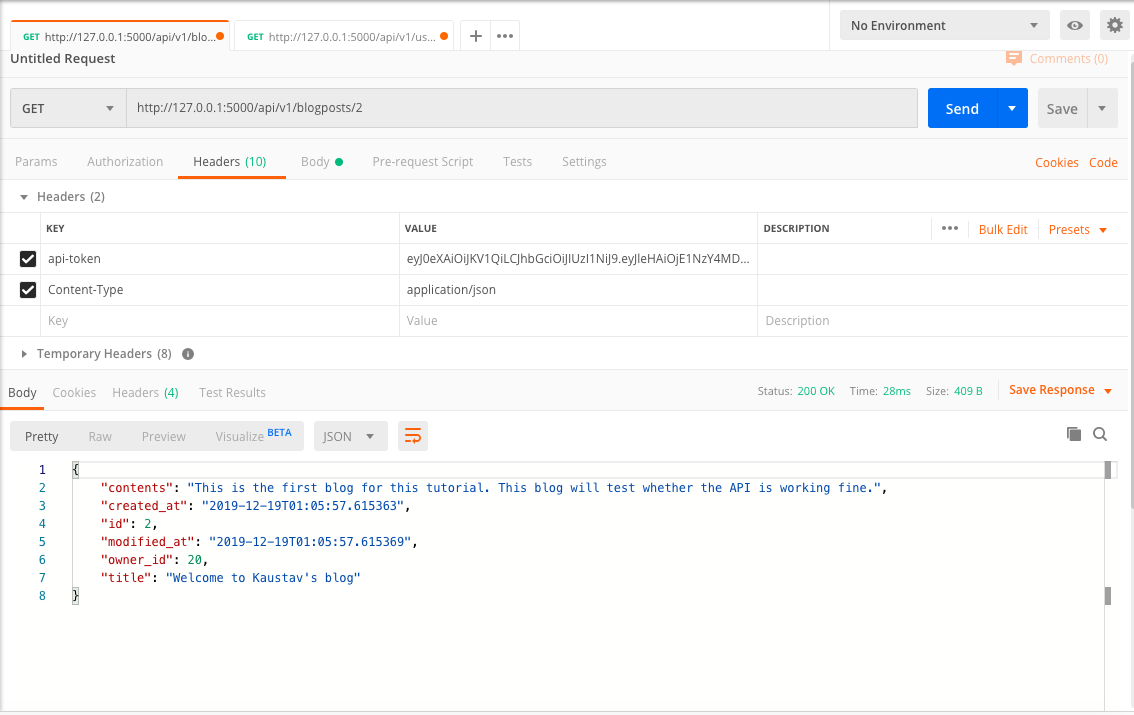 GET http://127.0.0.1:5000/api/v1/blo...
GET http://127.0.0.1:5000/api/v1/us...
+ •••
No Environment
Untitled Request
Comments (0)
GET
http://127.0.0.1:5000/api/v1/blogposts/2
Send
Save
Params Authorization Headers (10) Body Pre-request Script Tests Settings Cookies Code
Headers (2)
KEY VALUE DESCRIPTION ••• Bulk Edit Presets
api-token eyJ0eXAiOiJKV1QiLCJhbGciOiJIUzI1NiJ9.eyJleHAiOjE1NzY4MD...
Content-Type application/json
Key Value Description
Temporary Headers (8) i
Body Cookies Headers (4) Test Results Status: 200 OK Time: 28ms Size: 409 B Save Response
Pretty Raw Preview Visualize BETA JSON
1 {
2 "contents": "This is the first blog for this tutorial. This blog will test whether the API is working fine.",
3 "created_at": "2019-12-19T01:05:57.615363",
4 "id": 2,
5 "modified_at": "2019-12-19T01:05:57.615369",
6 "owner_id": 20,
7 "title": "Welcome to Kaustav's blog"
8 }